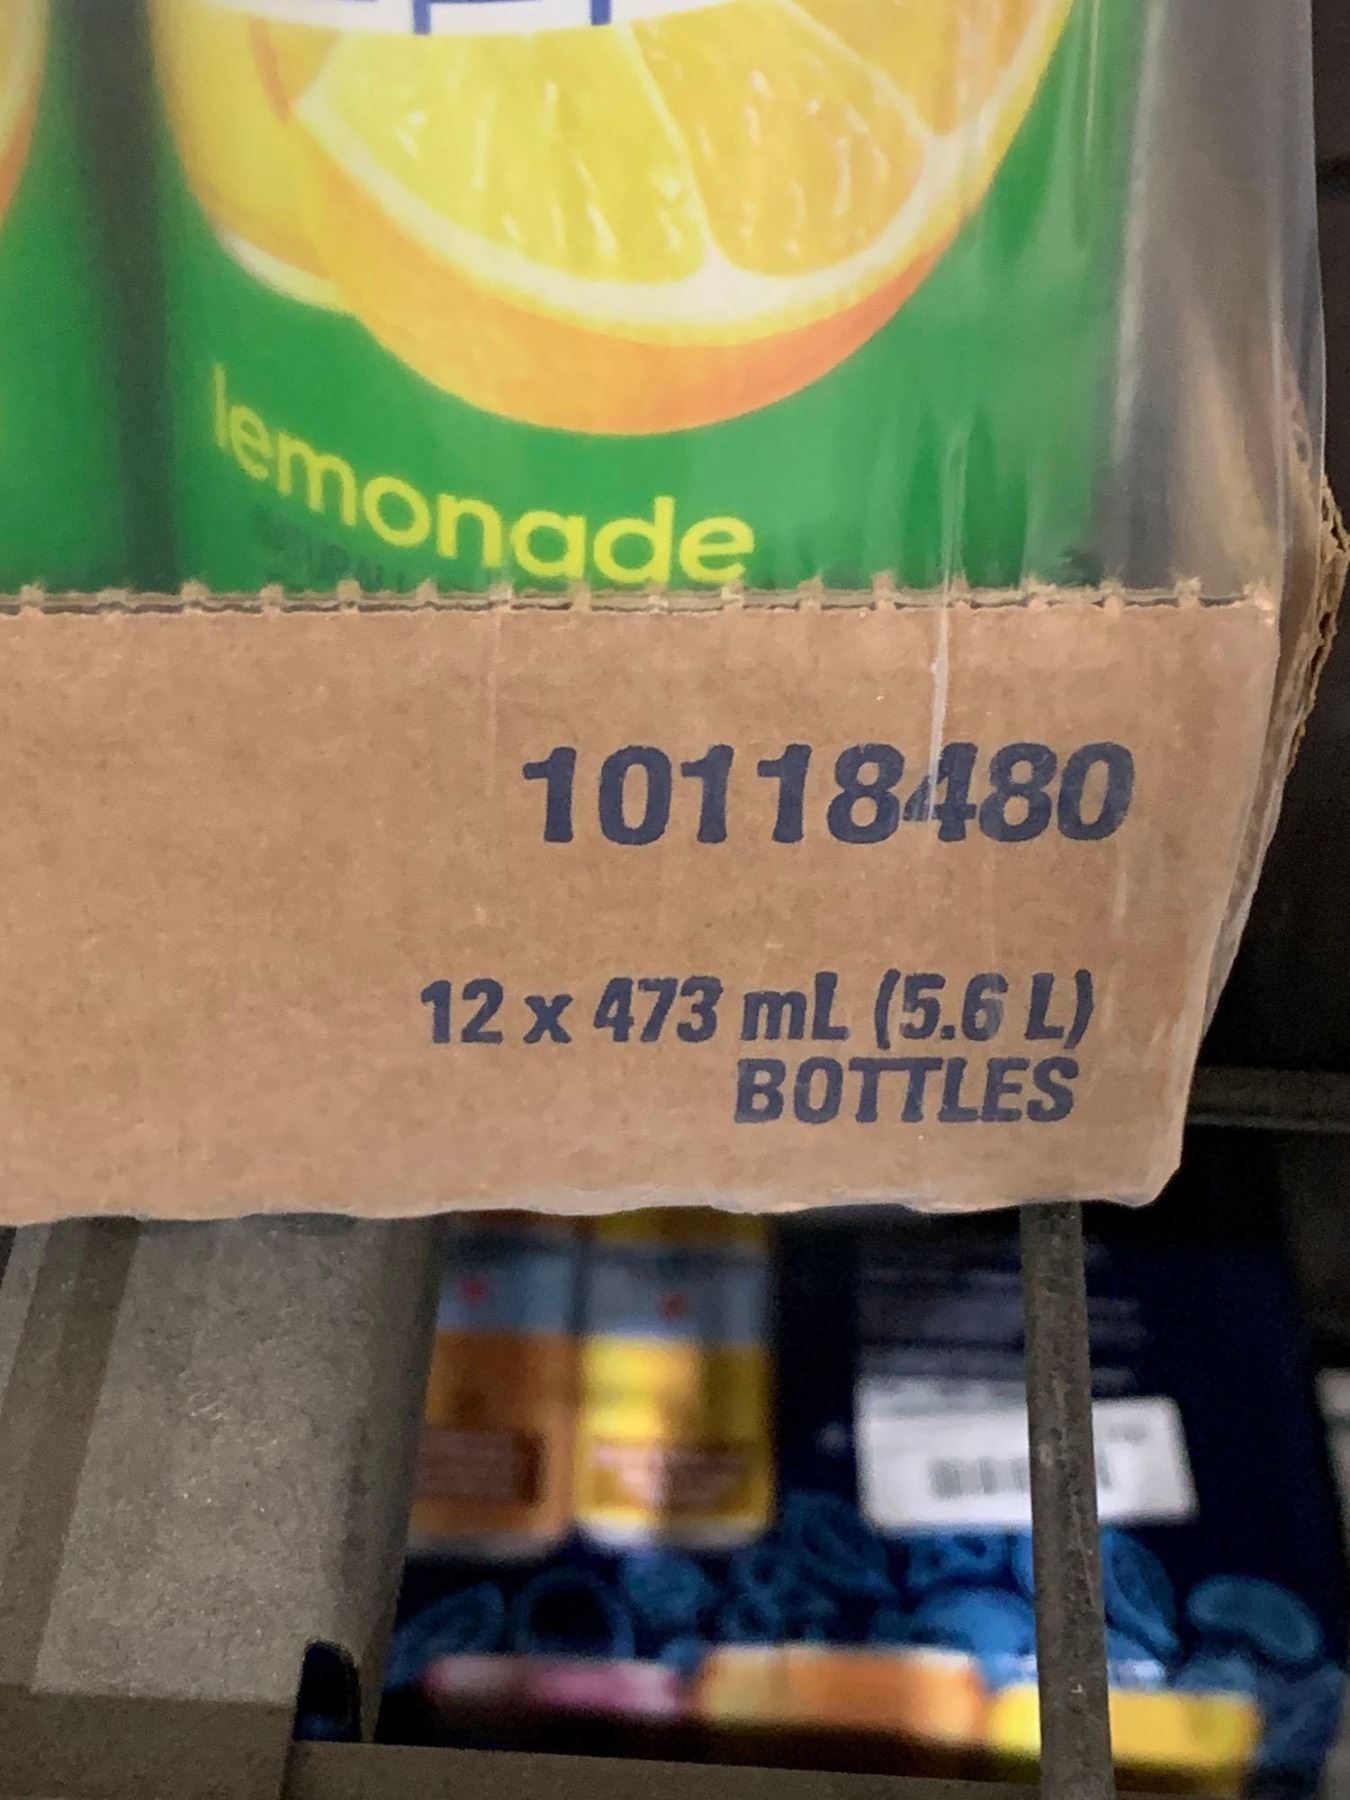 lemonade
10118480
12 x 473 mL (5.6 L)
BOTTLES